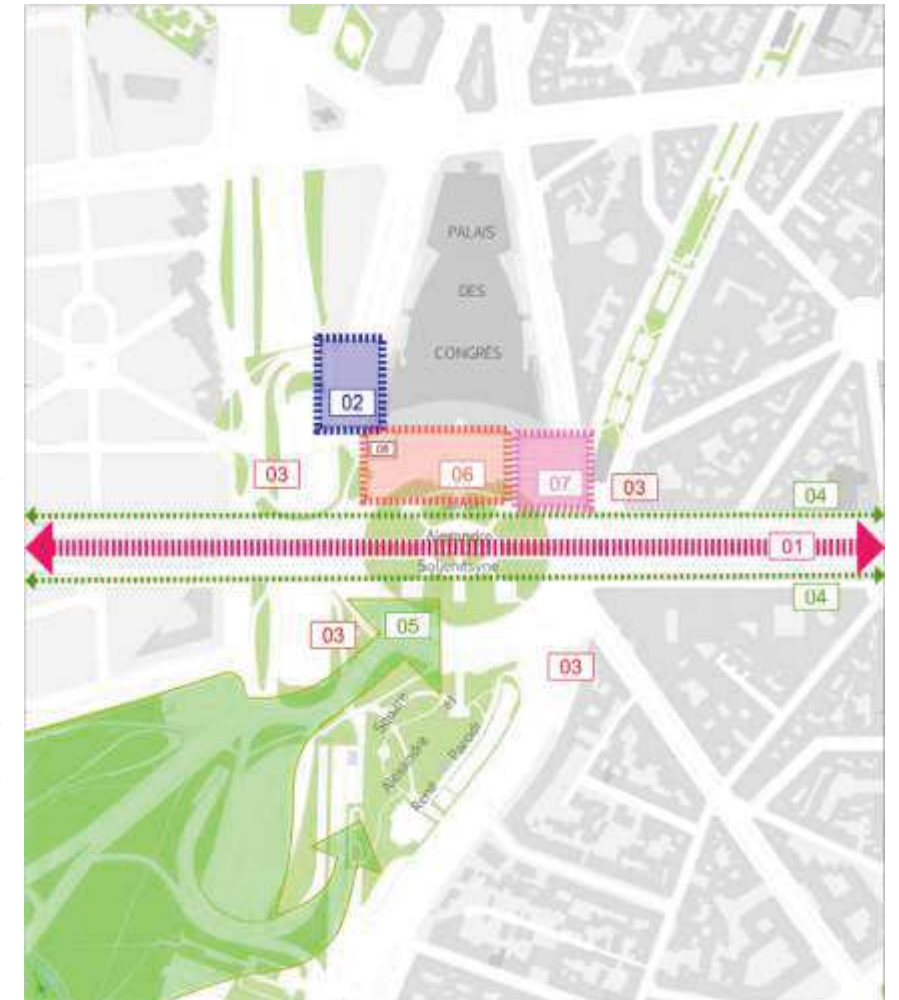 PALAIS
DES
CONGRÈS
02
06
07
03
03
04
Alexandre
01
Soljenitsyne
04
05
03
03
Square
et
Alexandre
René
Parodi